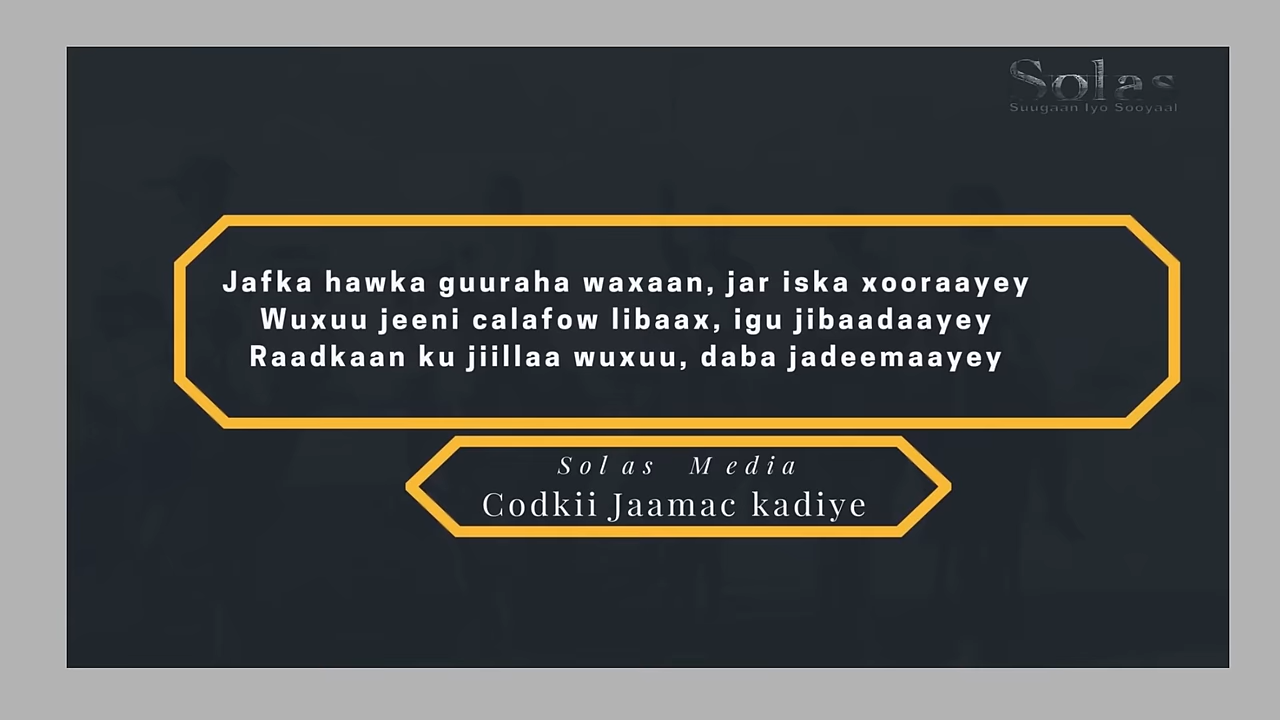 Solas
Suugaan Iyo Sooyaal
Jafka hawka guuraha waxaan, jar iska xooraayey
Wuxuu jeeni calafow libaax, igu jibaadaayey
Raadkaan ku jiillaa wuxuu, daba jadeemaayey
Solas Media
Codkii Jaamac kadiye